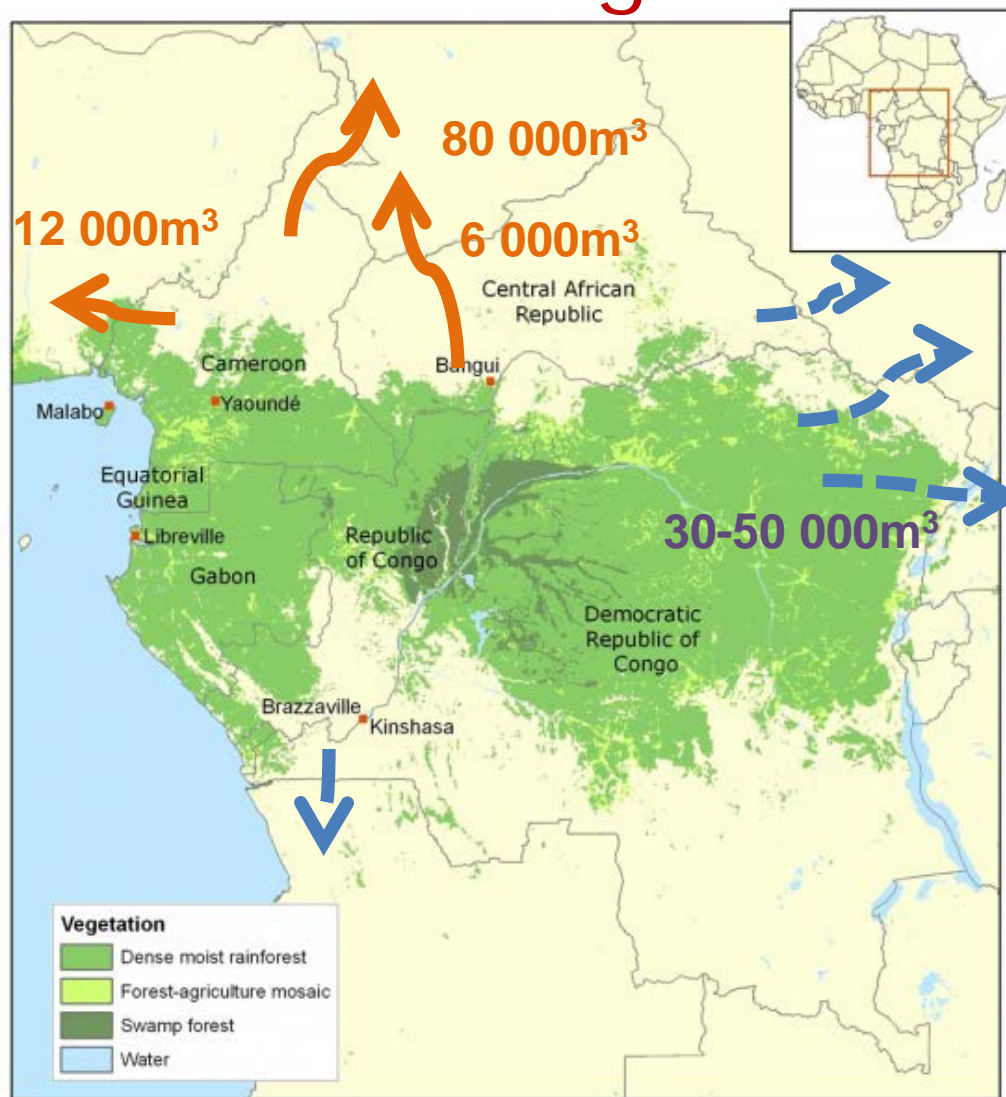 g
80 000m³
12 000m³
6 000m³
Central African
Republic
Cameroon
Bangui
Malabo
Yaoundé
Equatorial
Guinea
Libreville
Republic
of Congo
30-50 000m³
Gabon
Democratic
Republic of
Congo
Brazzaville
Kinshasa
Vegetation
Dense moist rainforest
Forest-agriculture mosaic
Swamp forest
Water